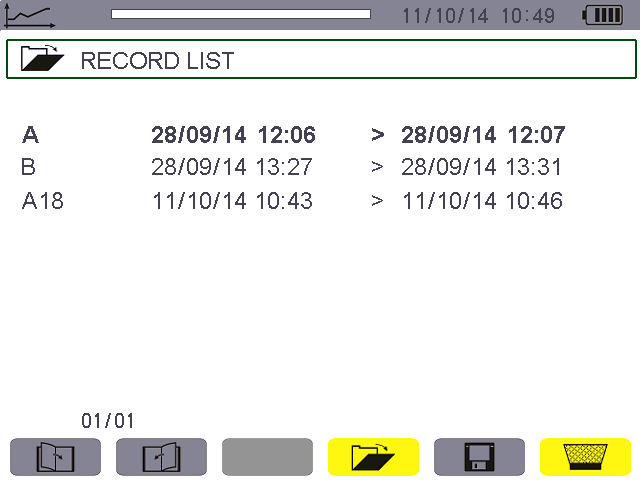 11/10/14 10:49
RECORD LIST
A 28/09/14 12:06 > 28/09/14 12:07
B 28/09/14 13:27 > 28/09/14 13:31
A18 11/10/14 10:43 > 11/10/14 10:46
01/01